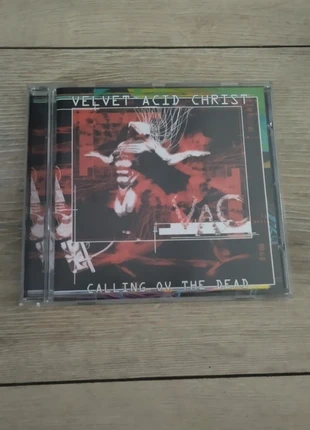 VELVET ACID CHRIST
VAC
CALLING OV THE DEAD